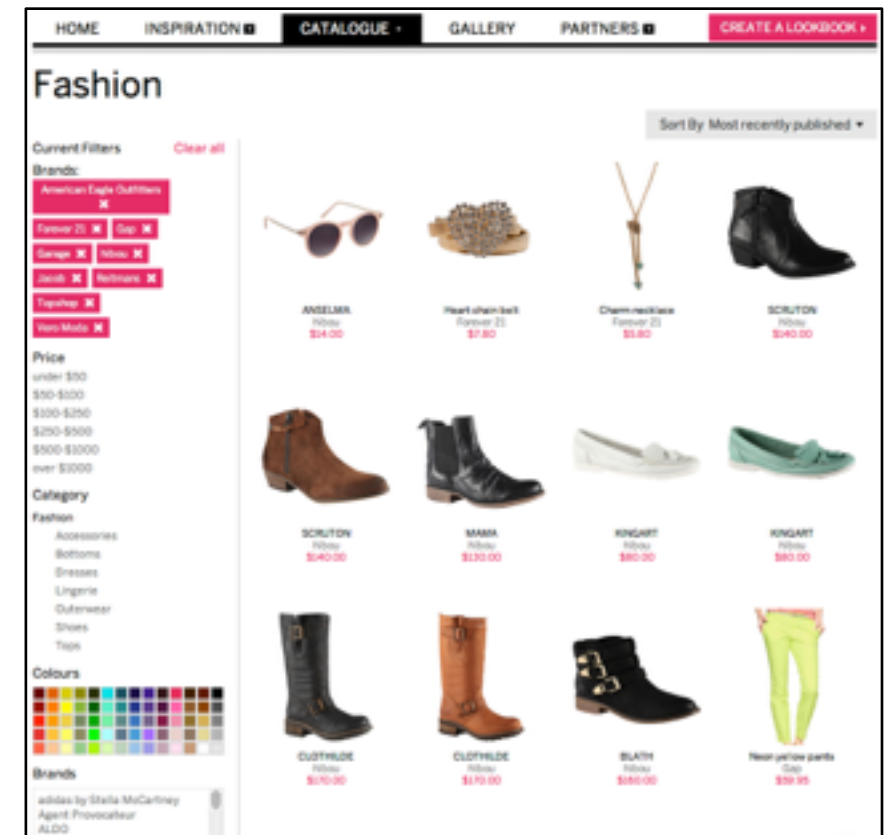 HOME INSPIRATION CATALOGUE GALLERY PARTNERS CREATE A LOOKBOOK
Fashion
Sort By Most recently published
Current Filters Clear all
Brands:
American Eagle Outfitters
Forever 21 Gap
Garage
Jacob Reitmans
Topshop
Vero Moda
Price
under $50
$50-$100
$100-$250
$250-$500
$500-$1000
over $1000
Category
Fashion
Accessories
Bottoms
Dresses
Lingerie
Outerwear
Shoes
Tops
Colours
Brands
adidas by Stella McCartney
Agent Provocateur
ALDO
ANSELMA Heart chain belt Charm necklace SCRUTON
Forever 21 Forever 21
$14.00 $7.80 $5.80 $140.00
SCRUTON MAMA KINGART KINGART
$140.00 $130.00 $80.00 $80.00
CLOTHILDE CLOTHILDE BLATH Neon yellow pants
Gap
$170.00 $170.00 $59.95